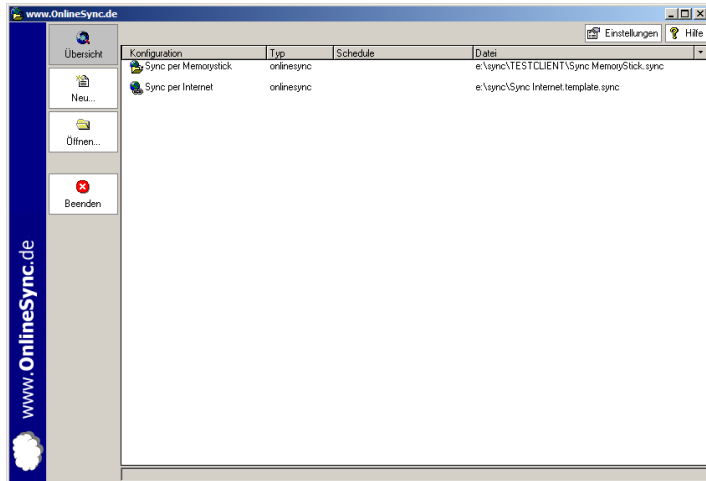 www.OnlineSync.de
Einstellungen Hilfe
Übersicht
Neu...
Öffnen...
Beenden
Konfiguration Typ Schedule Datei
Sync per Memorystick onlinesync e:\sync\TESTCLIENT\Sync MemoryStick.sync
Sync per Internet onlinesync e:\sync\Sync Internet.template.sync
www.OnlineSync.de